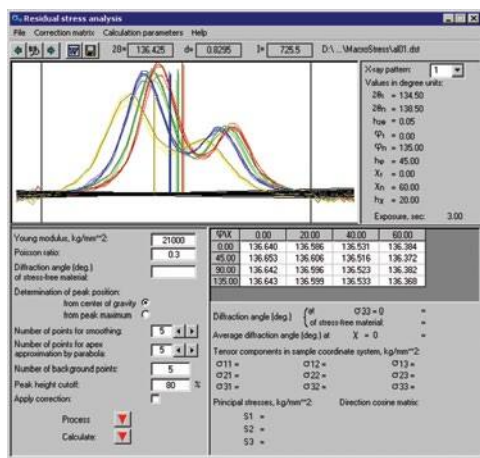 Residual stress analysis
File Correction matrix Calculation parameters Help
2θ= 136.425 d= 0.8295 I= 725.5 D:\...\MacroStress\al01.dst
X-ray pattern: 1
Values in degree units:
2θ₁ = 134.50
2θn = 138.50
h2θ = 0.05
φ₁ = 0.00
φn = 135.00
hφ = 45.00
χ₁ = 0.00
χn = 60.00
hχ = 20.00
Exposure, sec: 3.00
Young modulus, kg/mm^2: 21000
Poisson ratio: 0.3
Diffraction angle (deg.)
of stress-free material:
Determination of peak position:
from center of gravity
from peak maximum
Number of points for smoothing: 5
Number of points for apex
approximation by parabola: 5
Number of background points: 5
Peak height cutoff: 80 %
Apply correction:
Process
Calculate:
φ\X 0.00 20.00 40.00 60.00
0.00 136.640 136.586 136.531 136.384
45.00 136.653 136.606 136.516 136.372
90.00 136.642 136.596 136.523 136.382
135.00 136.643 136.599 136.533 136.368
Diffraction angle (deg.) { at σ33 = 0 =
of stress-free material: =
Average diffraction angle (deg.) at χ = 0 =
Tensor components in sample coordinate system, kg/mm^2:
σ11 = σ12 = σ13 =
σ21 = σ22 = σ23 =
σ31 = σ32 = σ33 =
Principal stresses, kg/mm^2: Direction cosine matrix:
S1 =
S2 =
S3 =